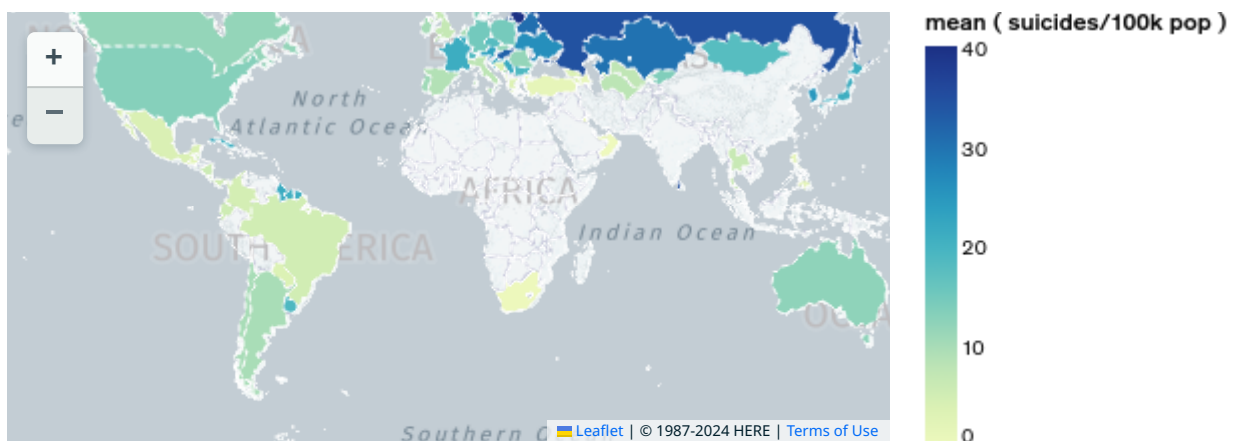 mean ( suicides/100k pop )
40
30
20
10
0
+
−
North
Atlantic Ocean
AFRICA
Indian Ocean
SOUTH AMERICA
Southern O
Leaflet | © 1987-2024 HERE | Terms of Use